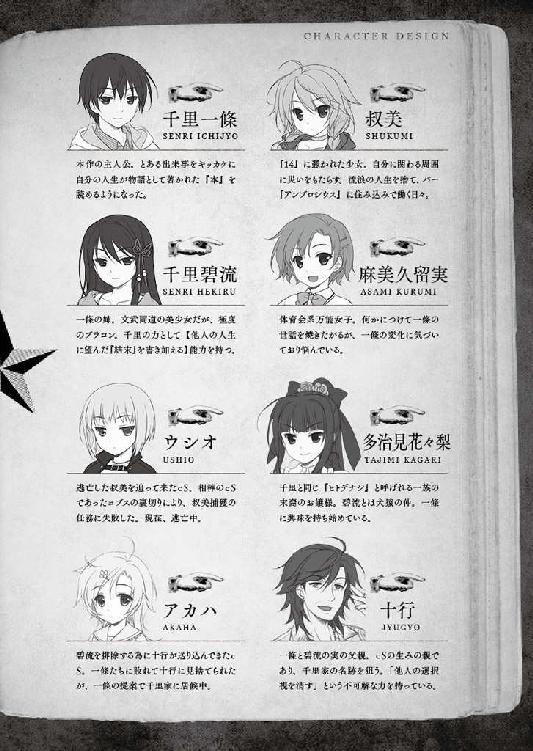 CHARACTER DESIGN
千里一條
SENRI ICHIJYO
本作の主人公。とある出来事をキッカケに
自分の人生が物語として著かれた『本』を
読めるようになった。
叔美
SHUKUMI
『14』に憑かれた少女。自分に関わる周囲
に災いをもたらす。流浪の人生を捨て、バー
『アンブロシウス』に住み込みで働く日々。
千里碧流
SENRI HEKIRU
一條の姉。文武両道の美少女だが、極度
のブラコン。千里の力として【他人の人生
に望んだ『結末』を書き加える】能力を持つ。
麻美久留実
ASAMI KURUMI
体育会系万能女子。何かにつけて一條の
世話を焼きたがるが、一條の変化に気づい
ており悩んでいる。
ウシオ
USHIO
逃亡した叔美を追って来たcS。相棒のcS
であったコブスの裏切りにより、叔美捕獲の
任務に失敗した。現在、逃亡中。
多治見花々梨
TAJIMI KAGARI
千里と同じ『ヒトデナシ』と呼ばれる一族の
末裔のお嬢様。碧流とは犬猿の仲。一條
に興味を持ち始めている。
アカハ
AKAHA
碧流を排除する為に十行が送り込んできたc
S。一條たちに敗れて十行に見捨てられた
が、一條の提案で千里家に居候中。
十行
JYUGYO
一條と碧流の実の父親。cSの生みの親で
あり、千里家の名跡を狙う。「他人の選択
視を消す」という不可解な力を持っている。